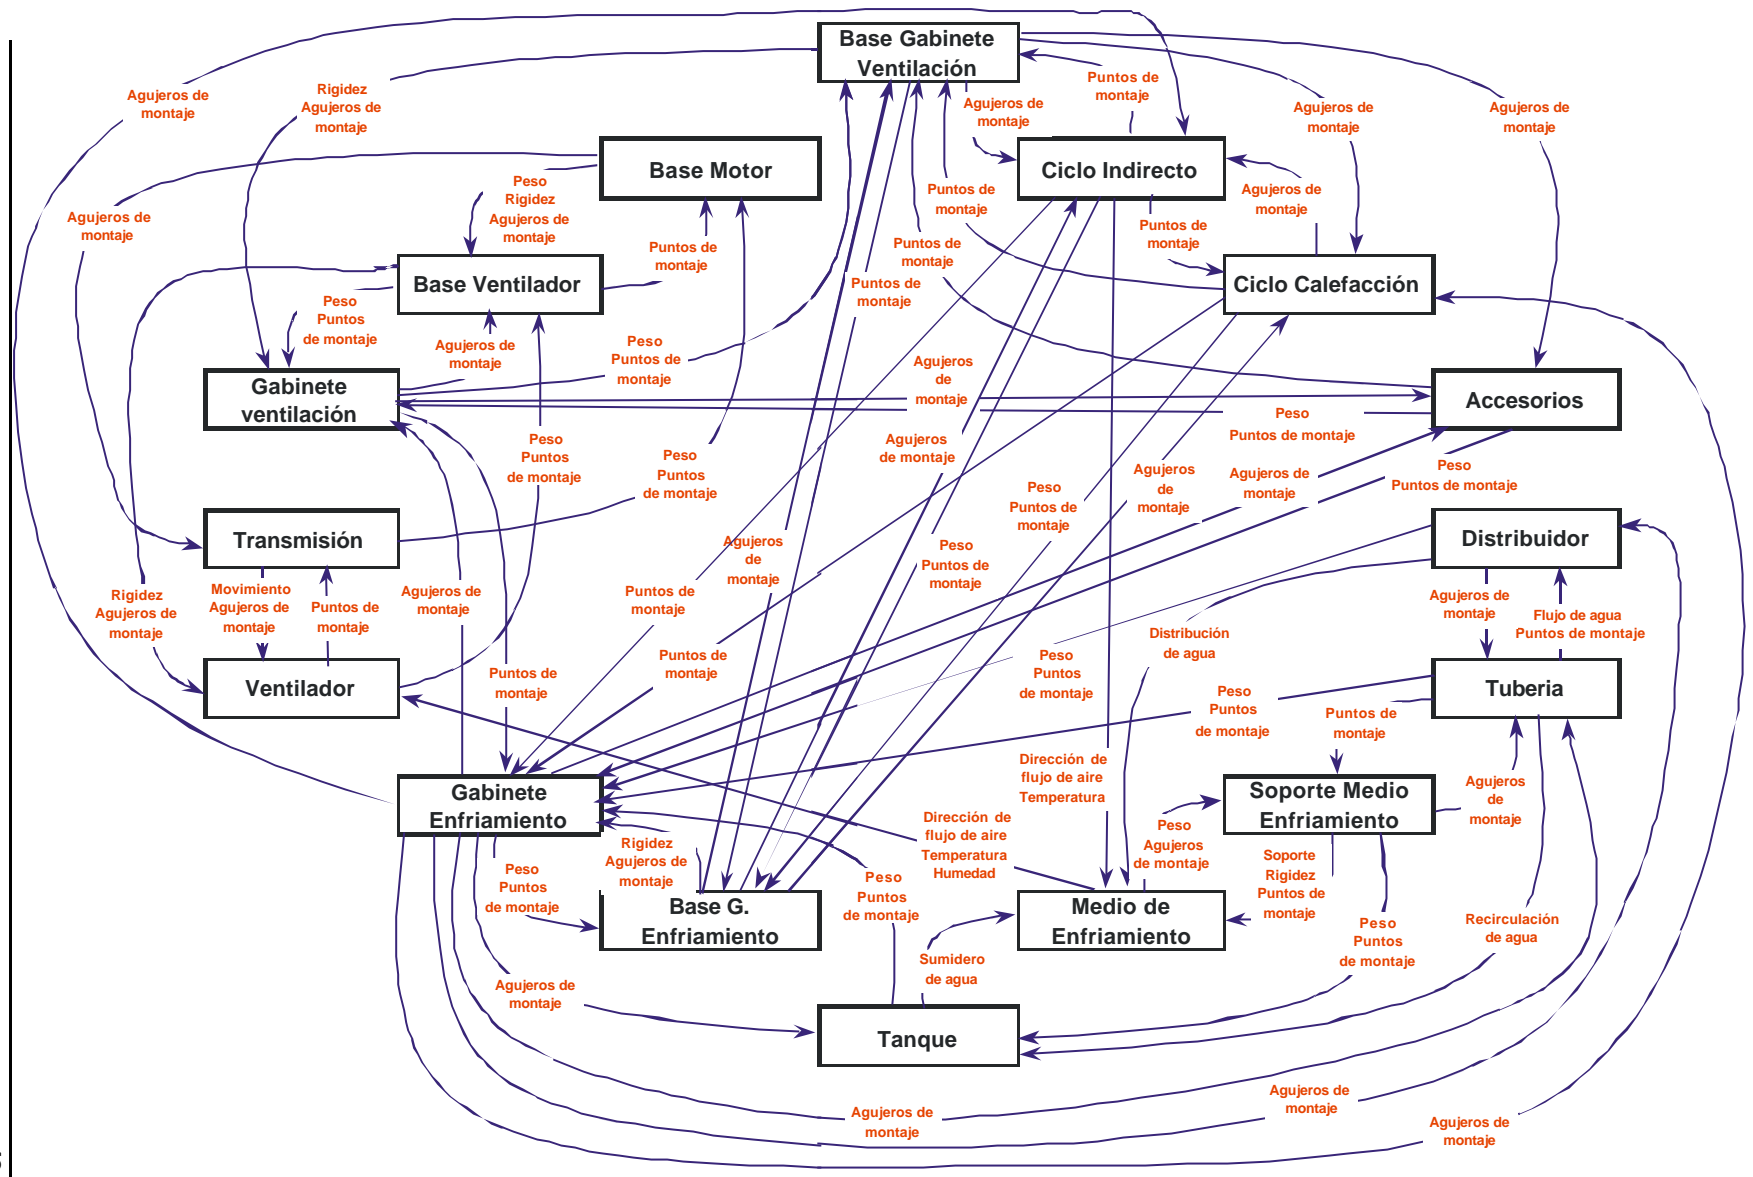 Base Gabinete
Ventilación
Agujeros de
montaje
Rigidez
Agujeros de
montaje
Puntos de
montaje
Agujeros de
montaje
Agujeros de
montaje
Agujeros de
montaje
Base Motor
Ciclo Indirecto
Peso
Rigidez
Agujeros de
montaje
Puntos de
montaje
Agujeros de
montaje
Agujeros de
montaje
Puntos de
montaje
Puntos de
montaje
Puntos de
montaje
Base Ventilador
Puntos de
montaje
Ciclo Calefacción
Peso
Puntos
de montaje
Agujeros de
montaje
Peso
Puntos de
montaje
Agujeros
de
montaje
Gabinete
ventilación
Accesorios
Peso
Puntos de montaje
Peso
Puntos
de montaje
Peso
Puntos
de montaje
Agujeros
de montaje
Agujeros
de
montaje
Agujeros de
montaje
Peso
Puntos de montaje
Peso
Puntos de
montaje
Transmisión
Agujeros
de
montaje
Peso
Puntos de
montaje
Distribuidor
Rigidez
Agujeros de
montaje
Movimiento
Agujeros de
montaje
Puntos de
montaje
Agujeros de
montaje
Puntos de
montaje
Agujeros de
montaje
Flujo de agua
Puntos de montaje
Distribución
de agua
Ventilador
Puntos de
montaje
Puntos de
montaje
Peso
Puntos
de montaje
Tuberia
Peso
Puntos
de montaje
Puntos de
montaje
Dirección de
flujo de aire
Temperatura
Gabinete
Enfriamiento
Soporte Medio
Enfriamiento
Agujeros
de
montaje
Dirección de
flujo de aire
Temperatura
Humedad
Peso
Agujeros
de montaje
Rigidez
Agujeros de
montaje
Soporte
Rigidez
Puntos de
montaje
Peso
Puntos
de montaje
Peso
Puntos
de montaje
Base G.
Enfriamiento
Medio de
Enfriamiento
Recirculación
de agua
Peso
Puntos
de montaje
Sumidero
de agua
Agujeros de
montaje
Tanque
Agujeros de
montaje
Agujeros de
montaje
Agujeros de
montaje